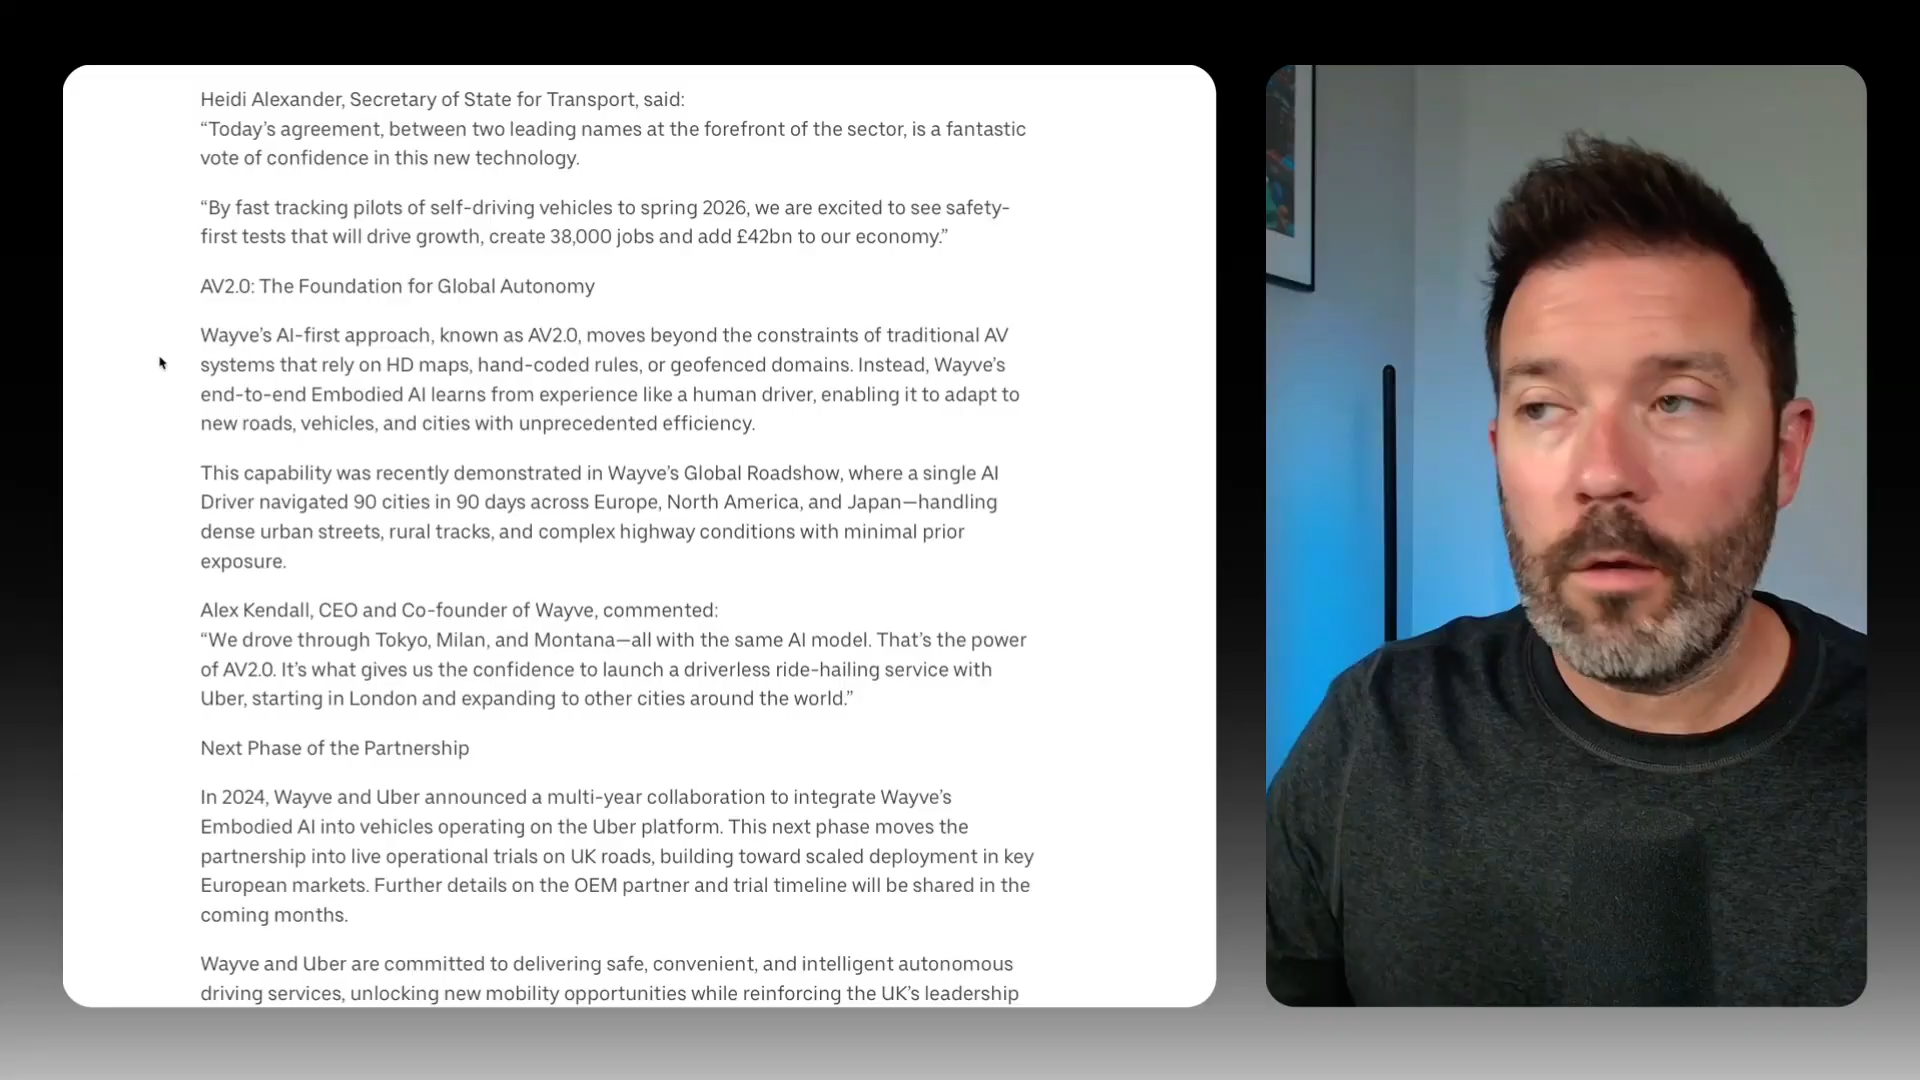 Heidi Alexander, Secretary of State for Transport, said:
“Today’s agreement, between two leading names at the forefront of the sector, is a fantastic
vote of confidence in this new technology.
“By fast tracking pilots of self-driving vehicles to spring 2026, we are excited to see safety-
first tests that will drive growth, create 38,000 jobs and add £42bn to our economy.”
AV2.0: The Foundation for Global Autonomy
Wayve’s AI-first approach, known as AV2.0, moves beyond the constraints of traditional AV
systems that rely on HD maps, hand-coded rules, or geofenced domains. Instead, Wayve’s
end-to-end Embodied AI learns from experience like a human driver, enabling it to adapt to
new roads, vehicles, and cities with unprecedented efficiency.
This capability was recently demonstrated in Wayve’s Global Roadshow, where a single AI
Driver navigated 90 cities in 90 days across Europe, North America, and Japan—handling
dense urban streets, rural tracks, and complex highway conditions with minimal prior
exposure.
Alex Kendall, CEO and Co-founder of Wayve, commented:
“We drove through Tokyo, Milan, and Montana—all with the same AI model. That’s the power
of AV2.0. It’s what gives us the confidence to launch a driverless ride-hailing service with
Uber, starting in London and expanding to other cities around the world.”
Next Phase of the Partnership
In 2024, Wayve and Uber announced a multi-year collaboration to integrate Wayve’s
Embodied AI into vehicles operating on the Uber platform. This next phase moves the
partnership into live operational trials on UK roads, building toward scaled deployment in key
European markets. Further details on the OEM partner and trial timeline will be shared in the
coming months.
Wayve and Uber are committed to delivering safe, convenient, and intelligent autonomous
driving services, unlocking new mobility opportunities while reinforcing the UK’s leadership